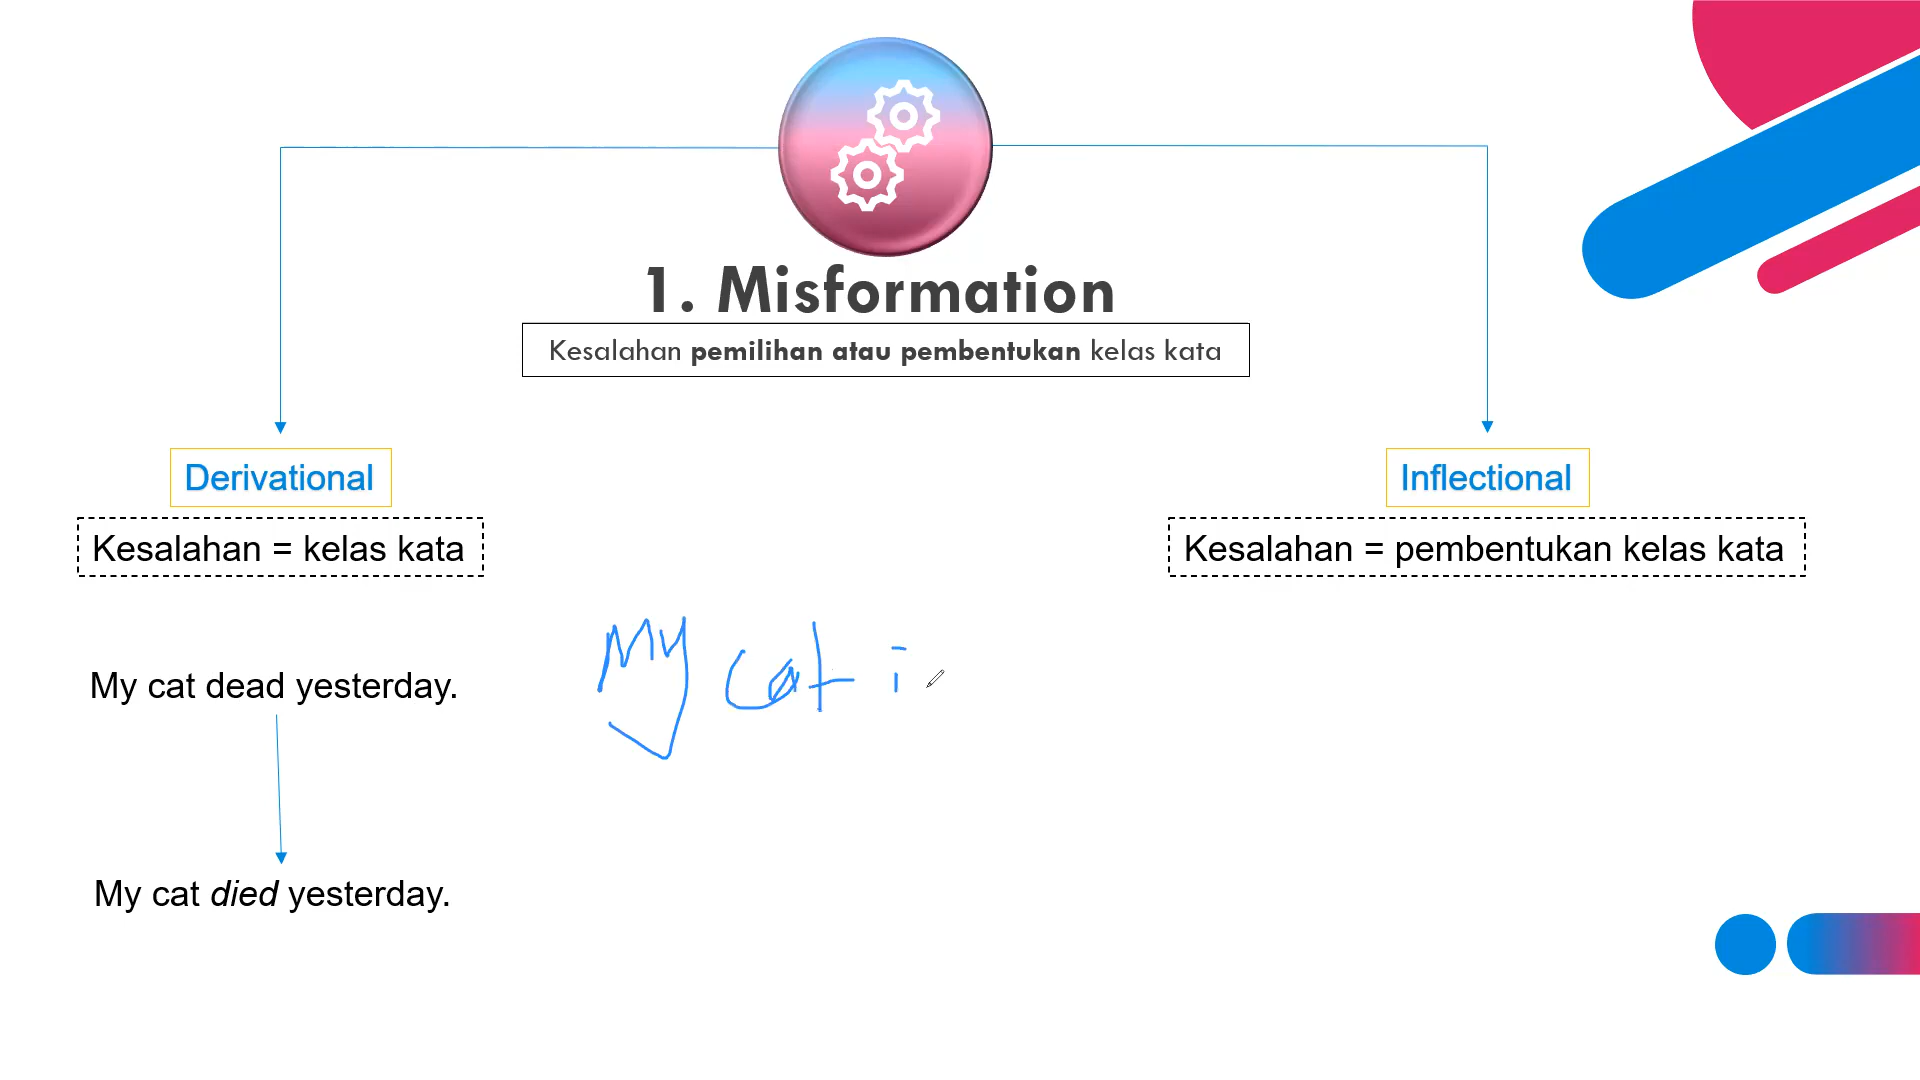 1. Misformation
Kesalahan pemilihan atau pembentukan kelas kata
Derivational
Kesalahan = kelas kata
Inflectional
Kesalahan = pembentukan kelas kata
My cat dead yesterday.
My cat i
My cat died yesterday.